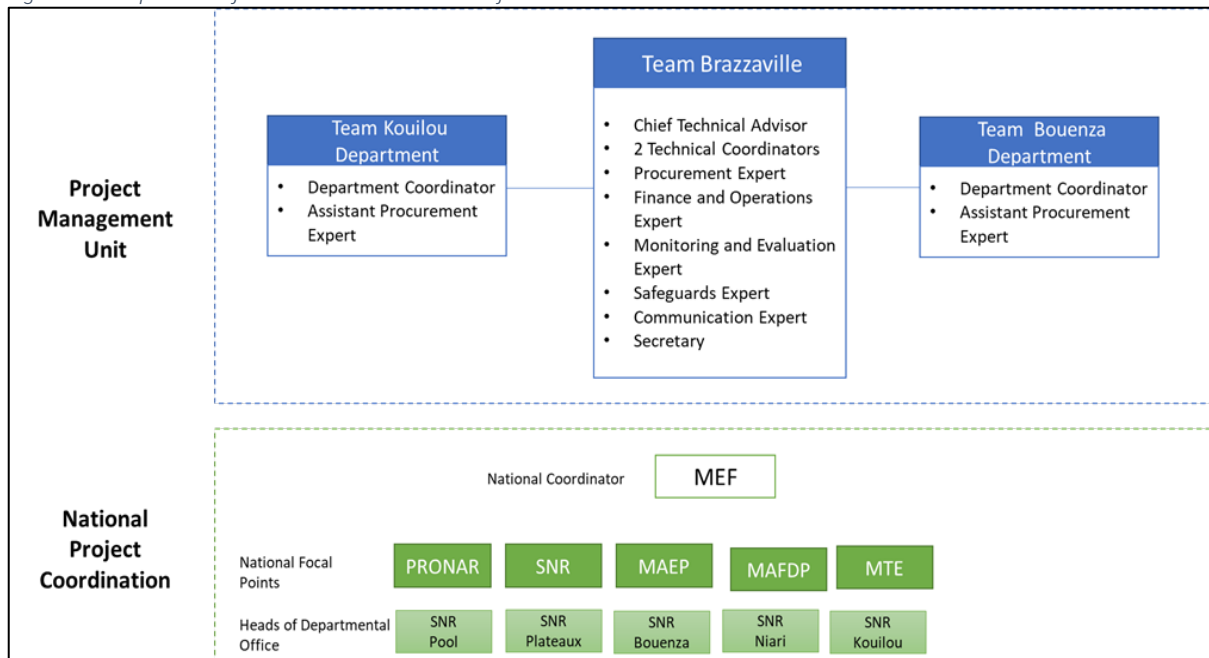 Project
Management
Unit
Team Kouilou
Department
• Department Coordinator
• Assistant Procurement
Expert
Team Brazzaville
• Chief Technical Advisor
• 2 Technical Coordinators
• Procurement Expert
• Finance and Operations
Expert
• Monitoring and Evaluation
Expert
• Safeguards Expert
• Communication Expert
• Secretary
Team Bouenza
Department
• Department Coordinator
• Assistant Procurement
Expert
National
Project
Coordination
National Coordinator
MEF
National Focal
Points
PRONAR
SNR
MAEP
MAFDP
MTE
Heads of Departmental
Office
SNR
Pool
SNR
Plateaux
SNR
Bouenza
SNR
Niari
SNR
Kouilou